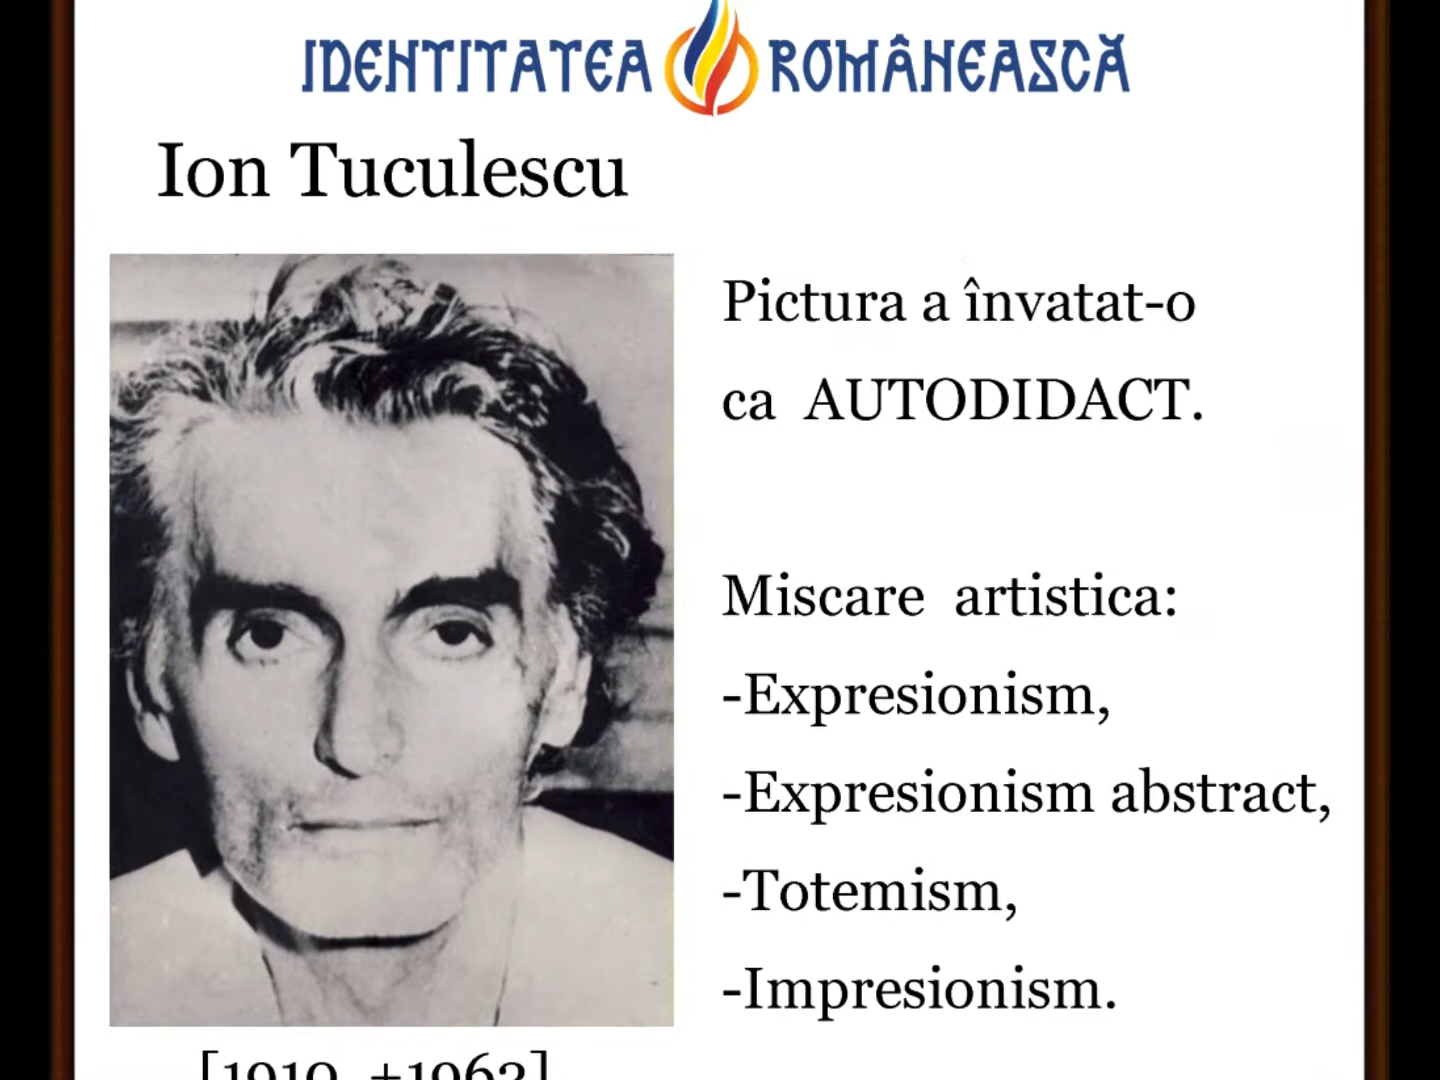 IDENTITATEA ROMÂNEASCĂ
Ion Tuculescu
Pictura a învatat-o
ca AUTODIDACT.
Miscare artistica:
-Expresionism,
-Expresionism abstract,
-Totemism,
-Impresionism.